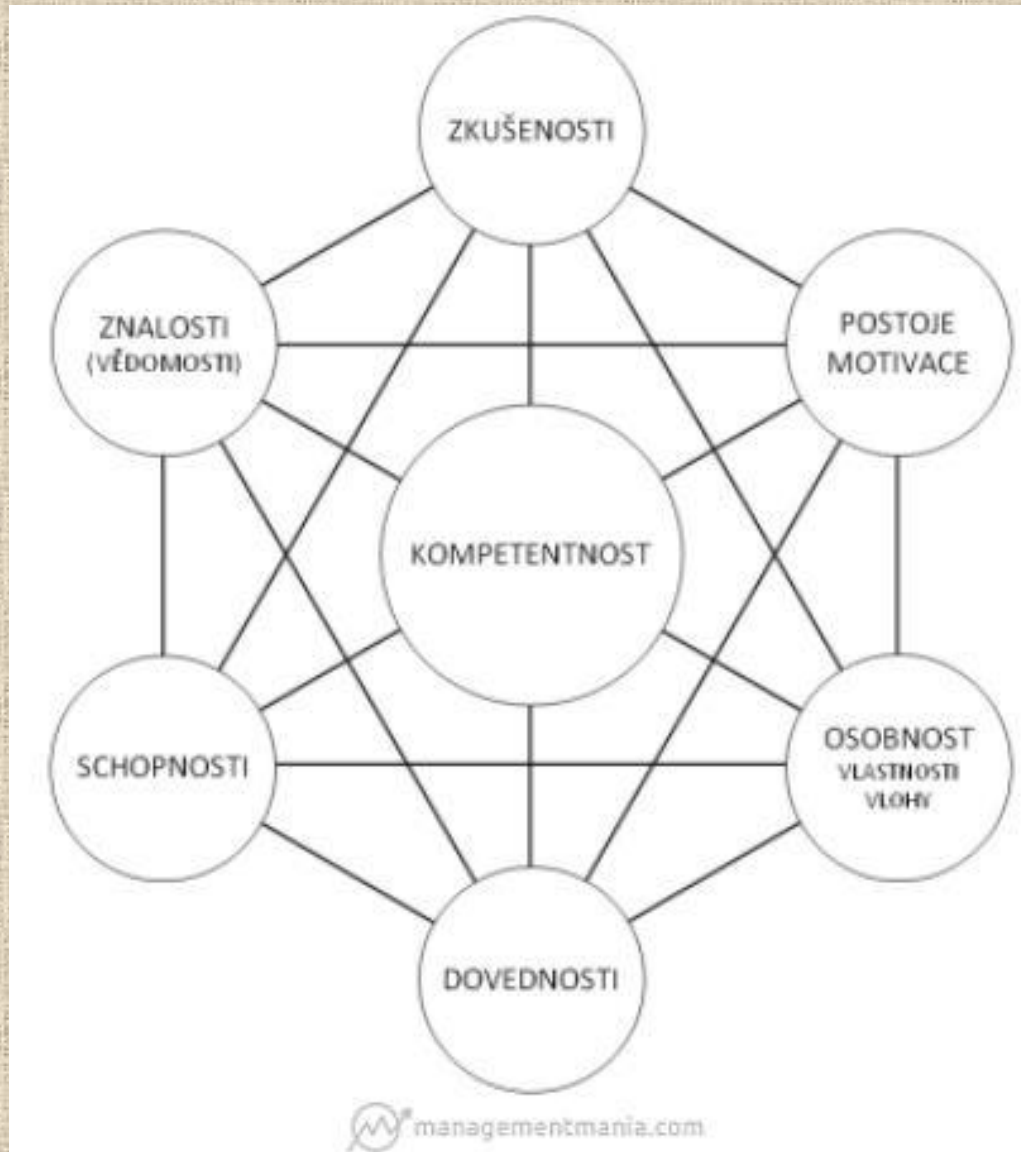 ZKUŠENOSTI
ZNALOSTI
(VĚDOMOSTI)
POSTOJE
MOTIVACE
KOMPETENTNOST
SCHOPNOSTI
OSOBNOST
VLASTNOSTI
VLOHY
DOVEDNOSTI
managementmania.com